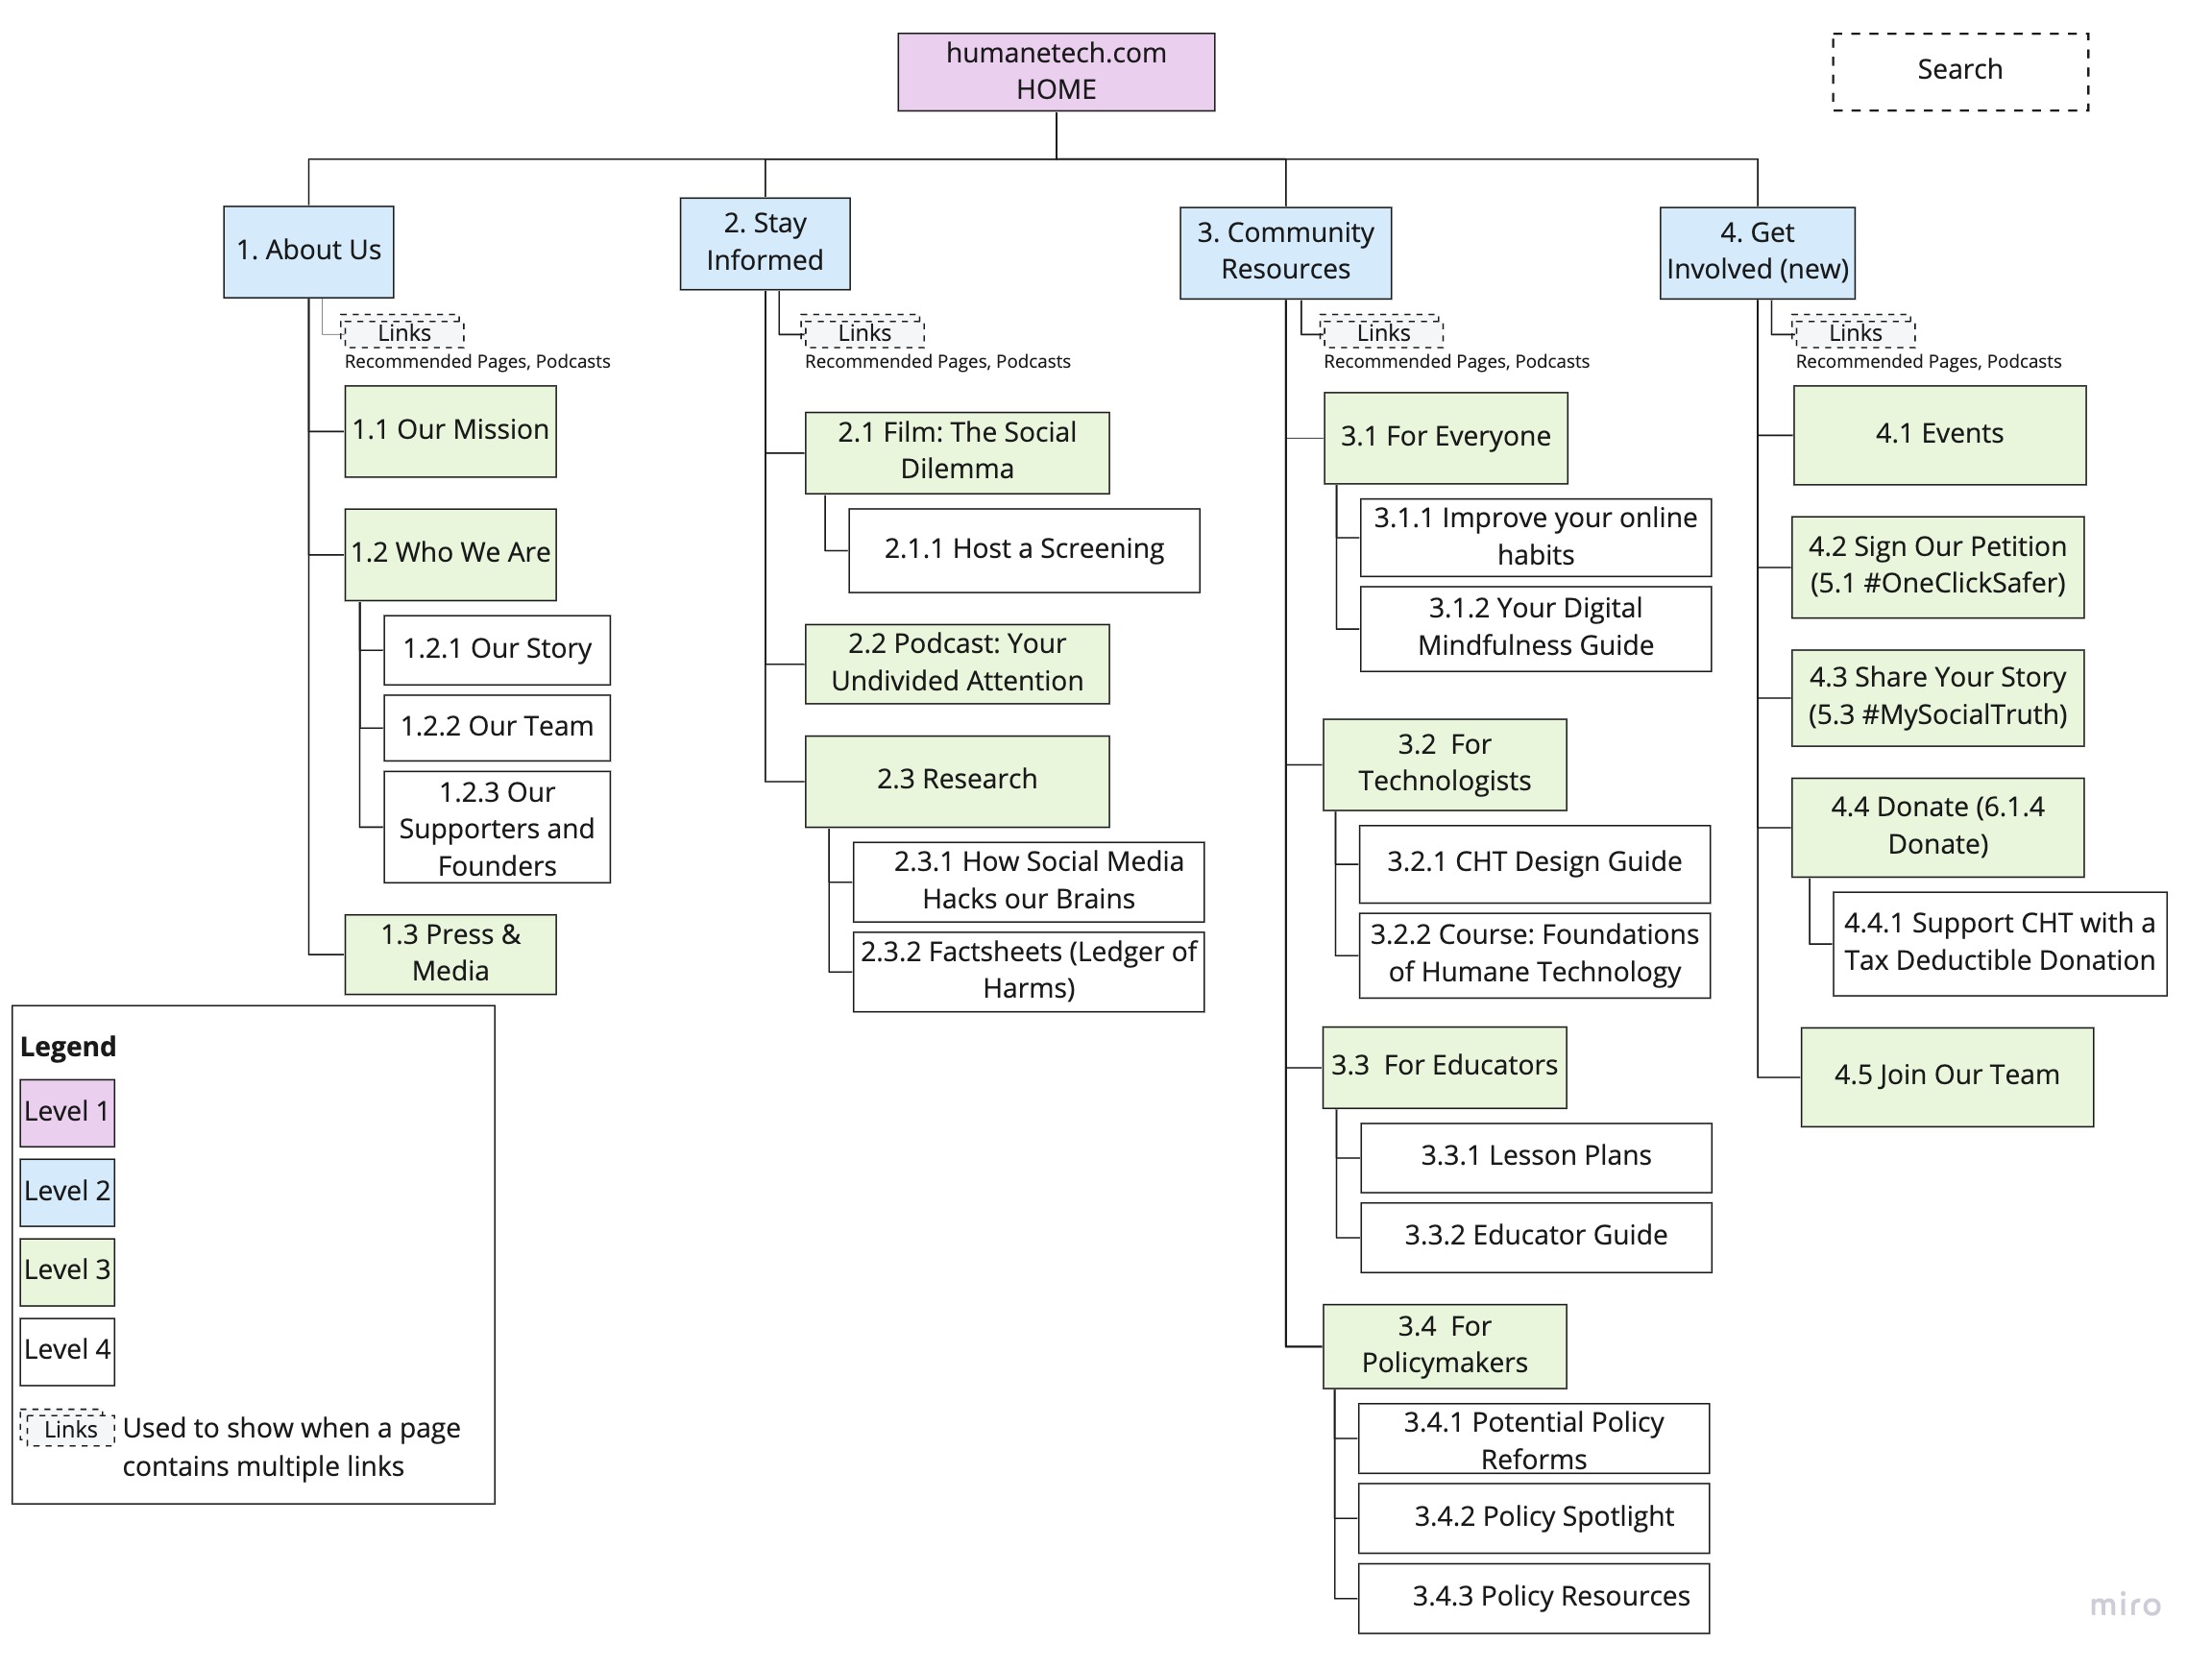 humanetech.com
HOME
Search
1. About Us
Links
Recommended Pages, Podcasts
1.1 Our Mission
1.2 Who We Are
1.2.1 Our Story
1.2.2 Our Team
1.2.3 Our
Supporters and
Founders
1.3 Press &
Media
2. Stay
Informed
Links
Recommended Pages, Podcasts
2.1 Film: The Social
Dilemma
2.1.1 Host a Screening
2.2 Podcast: Your
Undivided Attention
2.3 Research
2.3.1 How Social Media
Hacks our Brains
2.3.2 Factsheets (Ledger of
Harms)
3. Community
Resources
Links
Recommended Pages, Podcasts
3.1 For Everyone
3.1.1 Improve your online
habits
3.1.2 Your Digital
Mindfulness Guide
3.2 For
Technologists
3.2.1 CHT Design Guide
3.2.2 Course: Foundations
of Humane Technology
3.3 For Educators
3.3.1 Lesson Plans
3.3.2 Educator Guide
3.4 For
Policymakers
3.4.1 Potential Policy
Reforms
3.4.2 Policy Spotlight
3.4.3 Policy Resources
4. Get
Involved (new)
Links
Recommended Pages, Podcasts
4.1 Events
4.2 Sign Our Petition
(5.1 #OneClickSafer)
4.3 Share Your Story
(5.3 #MySocialTruth)
4.4 Donate (6.1.4
Donate)
4.4.1 Support CHT with a
Tax Deductible Donation
4.5 Join Our Team
Legend
Level 1
Level 2
Level 3
Level 4
Links
Used to show when a page
contains multiple links
miro